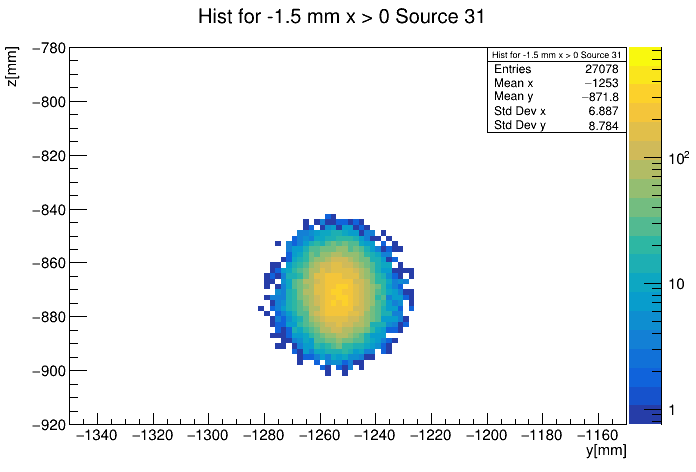 Hist for -1.5 mm x > 0 Source 31
z[mm]
−780
−800
−820
−840
−860
−880
−900
−920
Hist for -1.5 mm x > 0 Source 31
Entries 27078
Mean x −1253
Mean y −871.8
Std Dev x 6.887
Std Dev y 8.784
10²
10
1
−1340 −1320 −1300 −1280 −1260 −1240 −1220 −1200 −1180 −1160
y[mm]